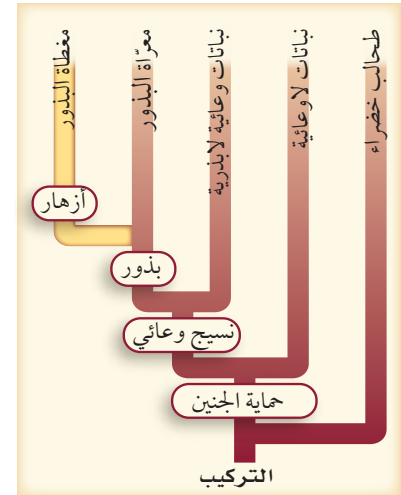 طحالب خضراء
نباتات لاوعائية
نباتات وعائية لابذرية
معرّاة البذور
مغطاة البذور
أزهار
بذور
نسيج وعائي
حماية الجنين
التركيب